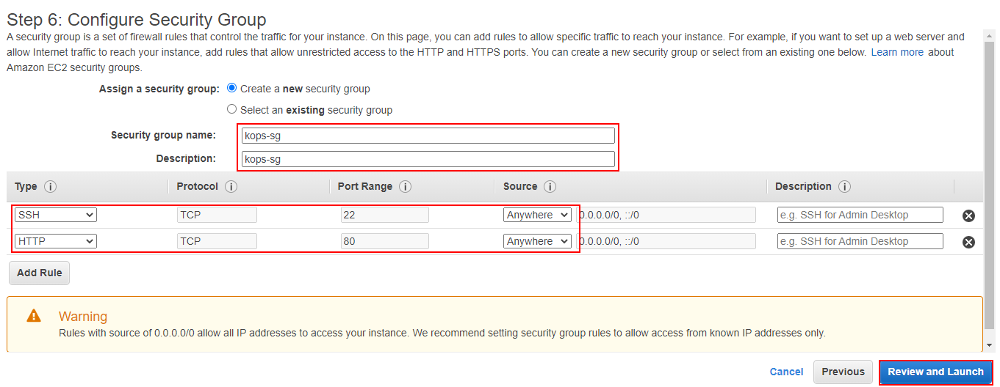 Step 6: Configure Security Group
A security group is a set of firewall rules that control the traffic for your instance. On this page, you can add rules to allow specific traffic to reach your instance. For example, if you want to set up a web server and
allow Internet traffic to reach your instance, add rules that allow unrestricted access to the HTTP and HTTPS ports. You can create a new security group or select from an existing one below. Learn more about
Amazon EC2 security groups.
Assign a security group: Create a new security group
Select an existing security group
Security group name: kops-sg
Description: kops-sg
Type i Protocol i Port Range i Source i Description i
SSH TCP 22 Anywhere 0.0.0.0/0, ::/0 e.g. SSH for Admin Desktop
HTTP TCP 80 Anywhere 0.0.0.0/0, ::/0 e.g. SSH for Admin Desktop
Add Rule
Warning
Rules with source of 0.0.0.0/0 allow all IP addresses to access your instance. We recommend setting security group rules to allow access from known IP addresses only.
Cancel Previous Review and Launch